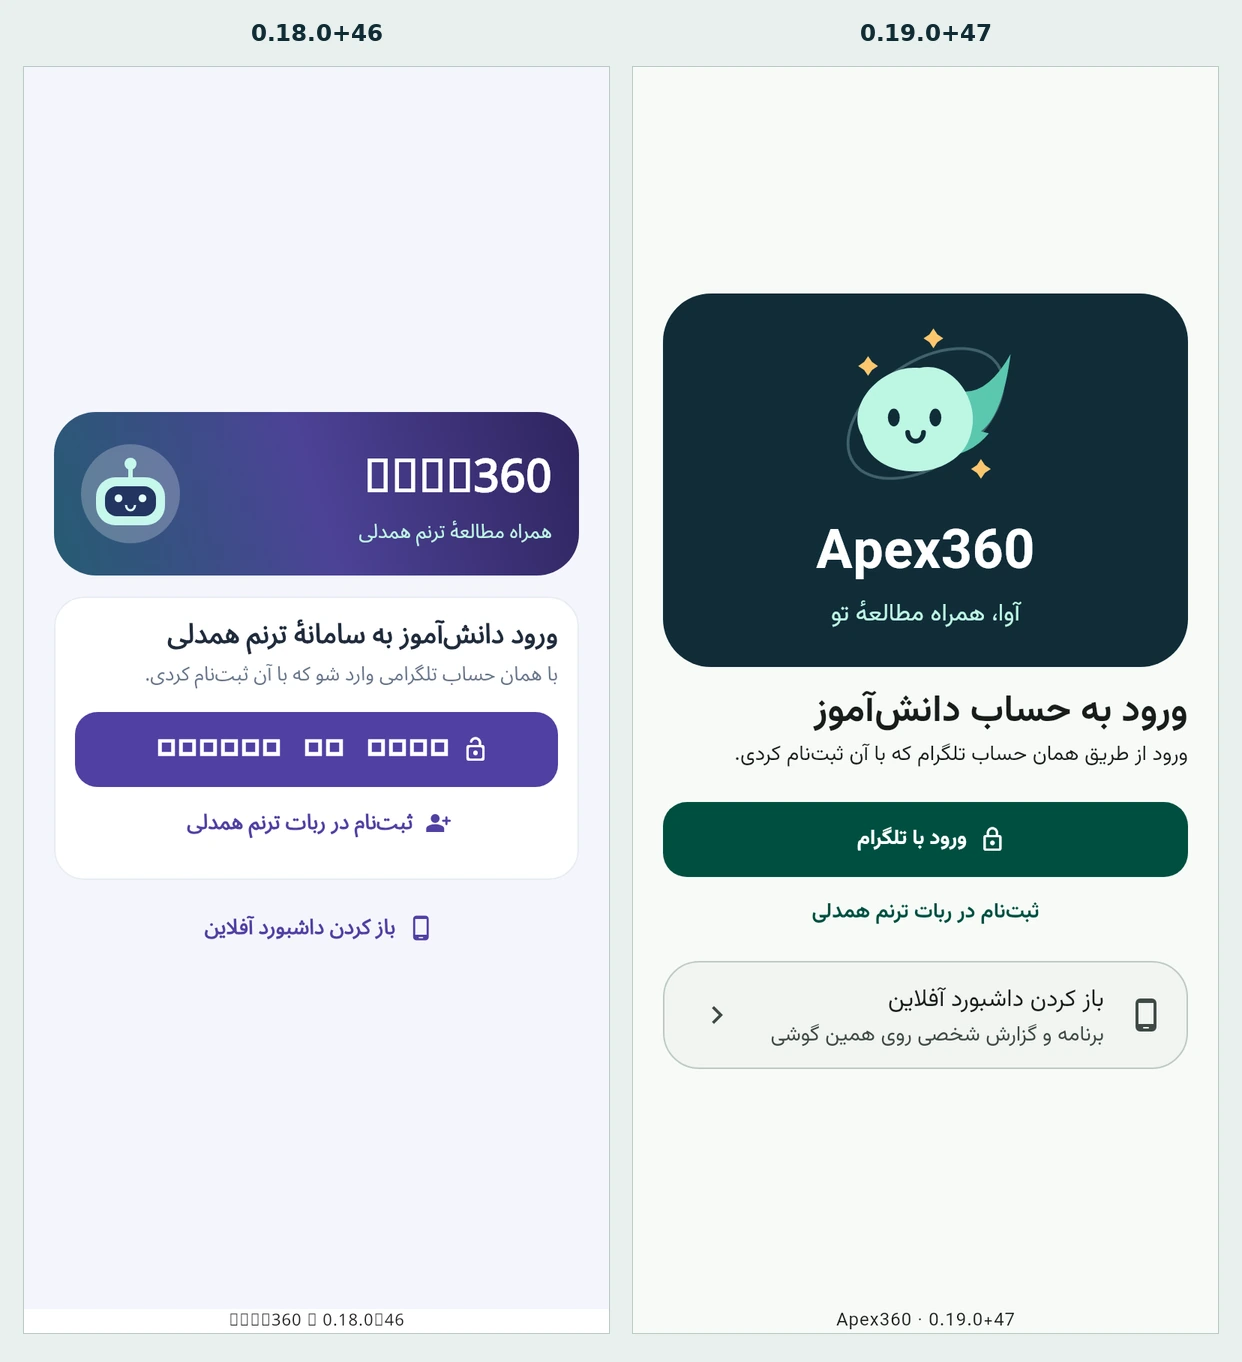 0.18.0+46
360
همراه مطالعهٔ ترنم همدلی
ورود دانش‌آموز به سامانهٔ ترنم همدلی
با همان حساب تلگرامی وارد شو که با آن ثبت‌نام کردی.
ثبت‌نام در ربات ترنم همدلی
باز کردن داشبورد آفلاین
360 0.18.0 46
0.19.0+47
Apex360
آوا، همراه مطالعهٔ تو
ورود به حساب دانش‌آموز
ورود از طریق همان حساب تلگرام که با آن ثبت‌نام کردی.
ورود با تلگرام
ثبت‌نام در ربات ترنم همدلی
باز کردن داشبورد آفلاین
برنامه و گزارش شخصی روی همین گوشی
Apex360 · 0.19.0+47